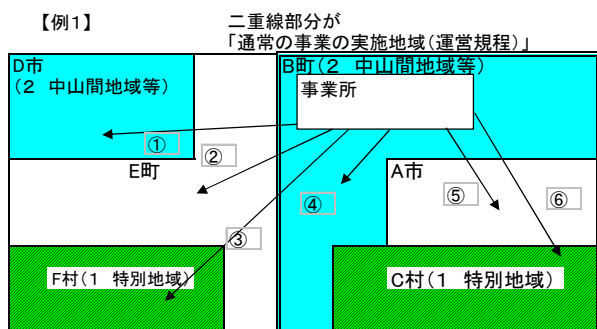 【例１】
二重線部分が
「通常の事業の実施地域(運営規程)」
D市
(２ 中山間地域等)
B町(２ 中山間地域等)
事業所
①
②
E町
A市
④
⑤
⑥
③
F村(１ 特別地域)
C村(１ 特別地域)